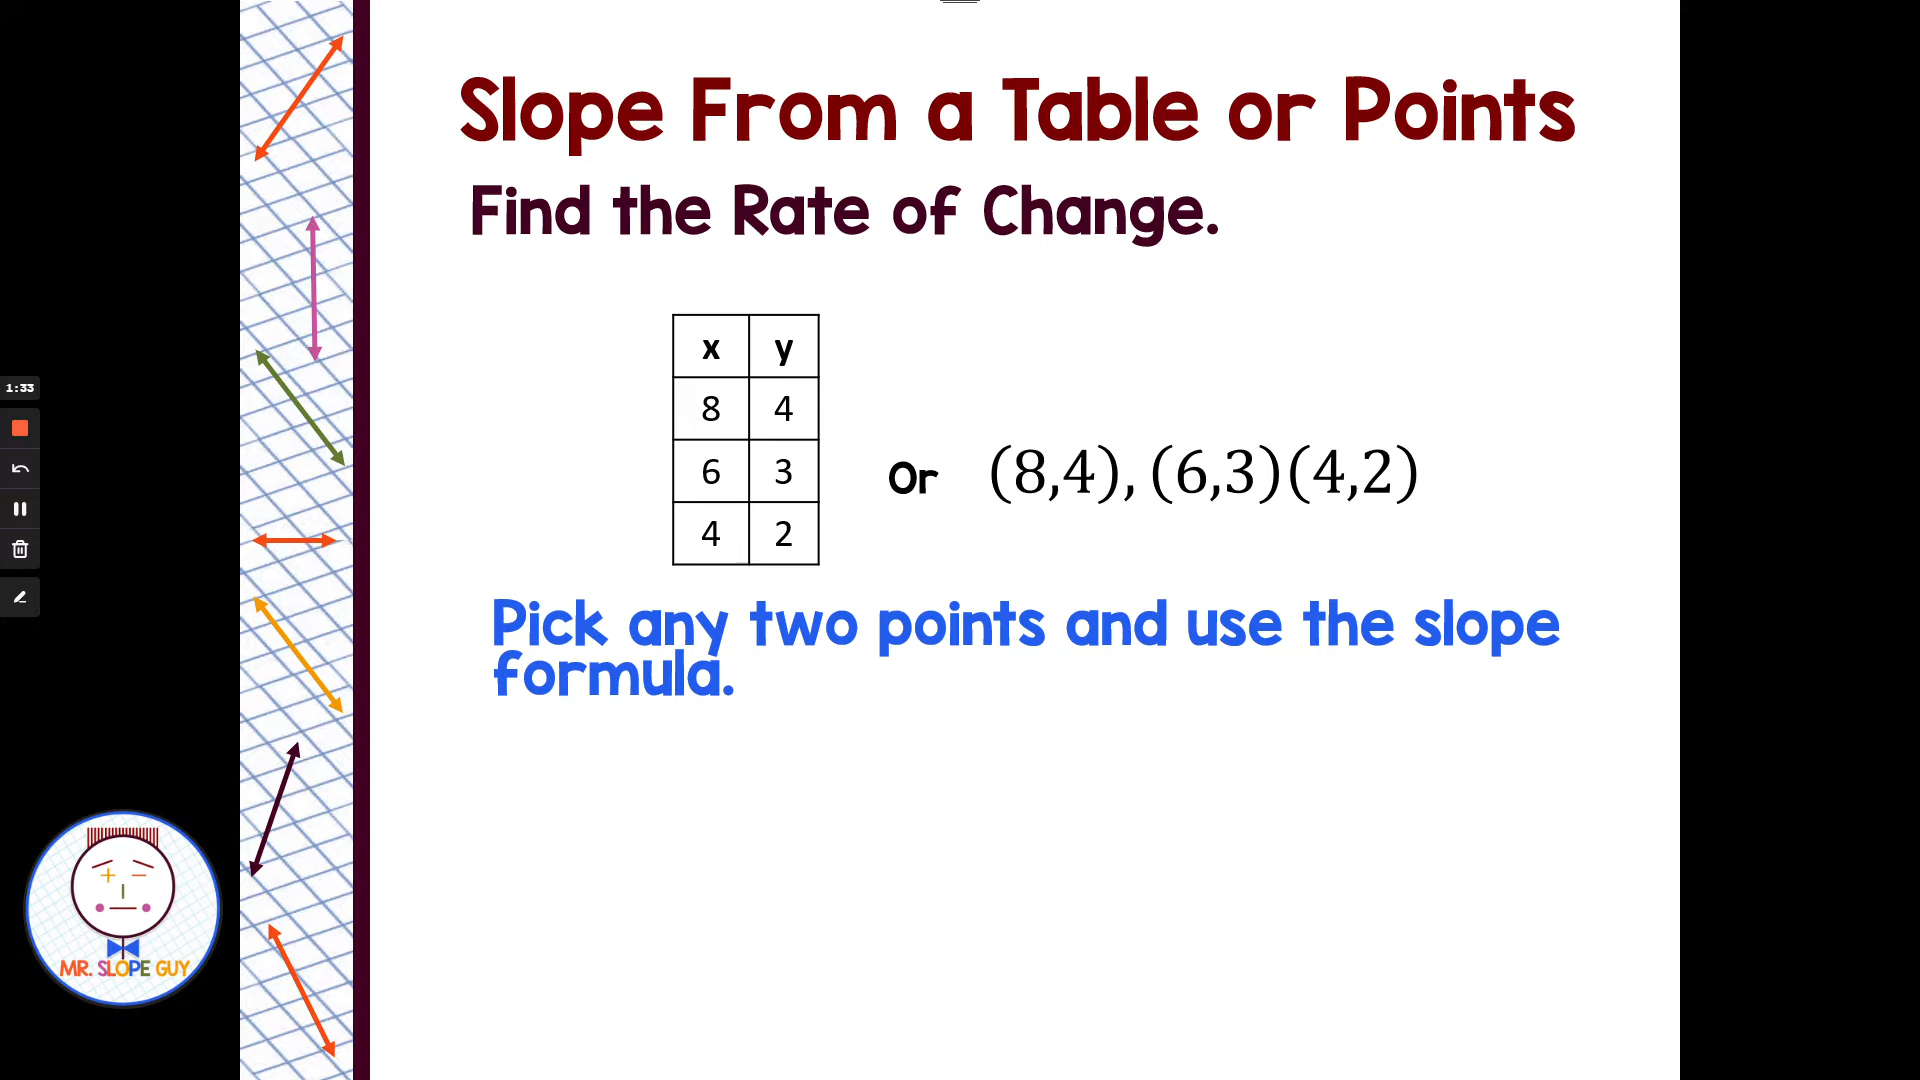 Slope From a Table or Points
Find the Rate of Change.
x y
8 4
6 3
4 2
or (8,4), (6,3)(4,2)
Pick any two points and use the slope
formula.
1:33
MR. SLOPE GUY